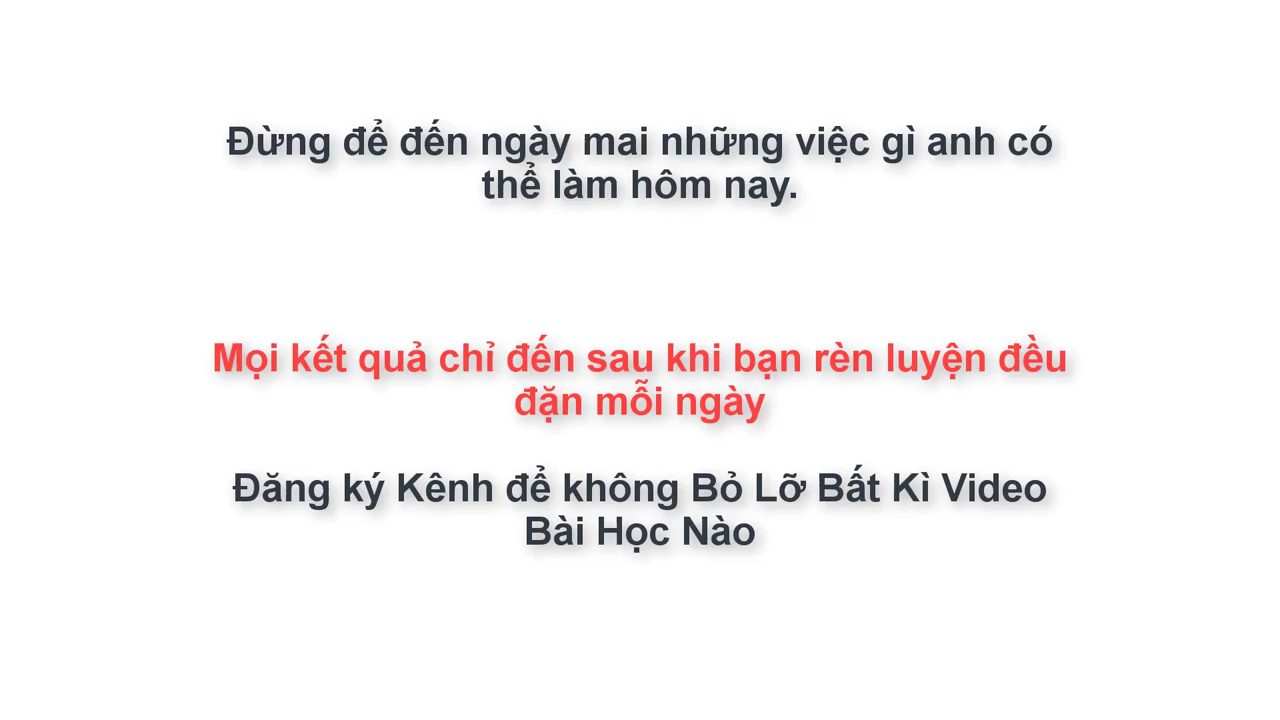 Đừng để đến ngày mai những việc gì anh có
thể làm hôm nay.
Mọi kết quả chỉ đến sau khi bạn rèn luyện đều
đặn mỗi ngày
Đăng ký Kênh để không Bỏ Lỡ Bất Kì Video
Bài Học Nào